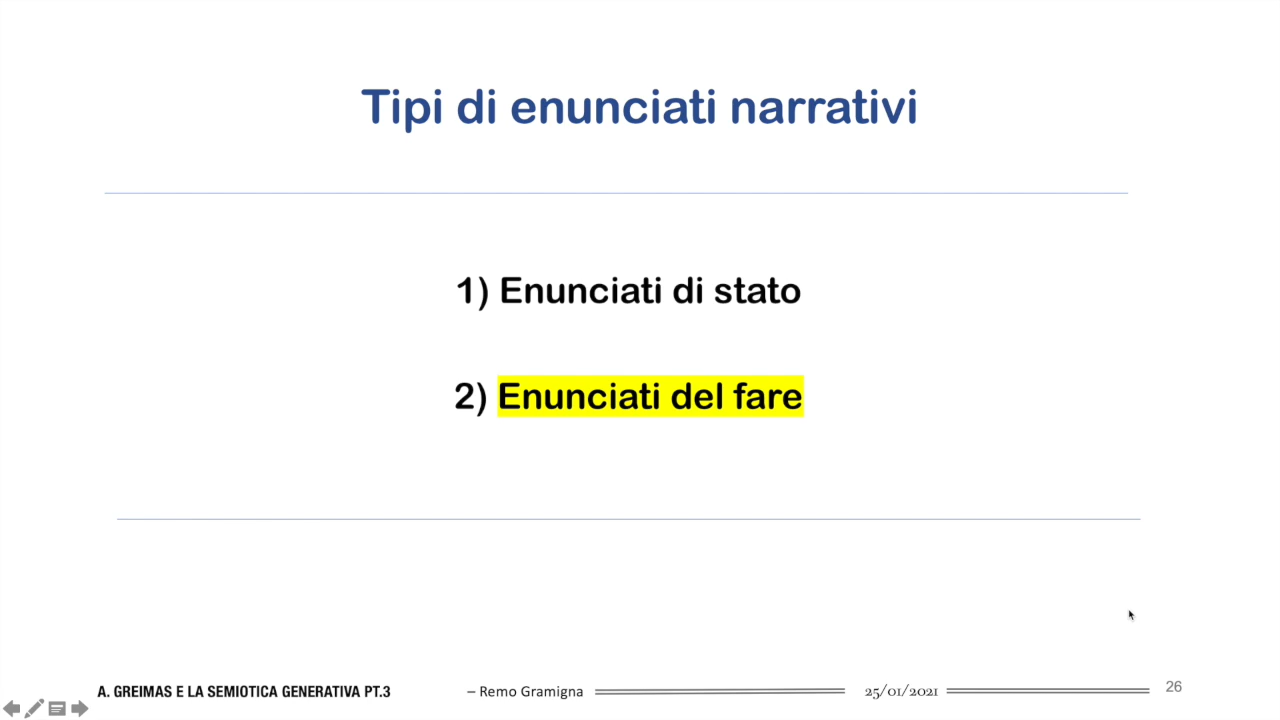 Tipi di enunciati narrativi
1) Enunciati di stato
2) Enunciati del fare
A. GREIMAS E LA SEMIOTICA GENERATIVA PT.3 – Remo Gramigna 25/01/2021 26